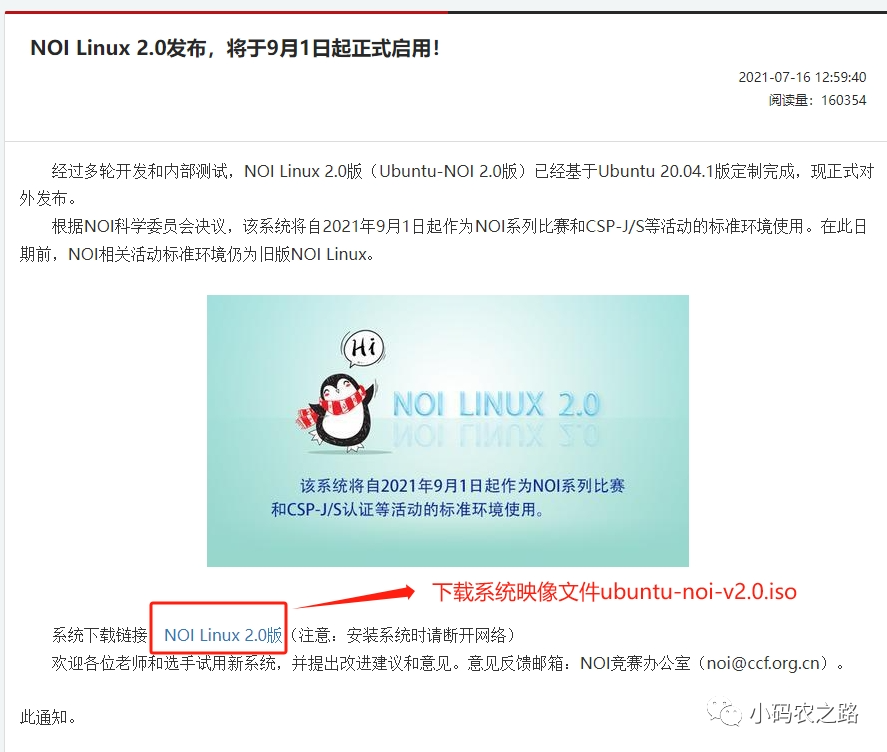 NOI Linux 2.0发布，将于9月1日起正式启用！
2021-07-16 12:59:40
阅读量：160354
经过多轮开发和内部测试，NOI Linux 2.0版（Ubuntu-NOI 2.0版）已经基于Ubuntu 20.04.1版定制完成，现正式对
外发布。
根据NOI科学委员会决议，该系统将自2021年9月1日起作为NOI系列比赛和CSP-J/S等活动的标准环境使用。在此日
期前，NOI相关活动标准环境仍为旧版NOI Linux。
Hi
NOI LINUX 2.0
该系统将自2021年9月1日起作为NOI系列比赛
和CSP-J/S认证等活动的标准环境使用。
下载系统映像文件ubuntu-noi-v2.0.iso
系统下载链接 NOI Linux 2.0版（注意：安装系统时请断开网络）
欢迎各位老师和选手试用新系统，并提出改进建议和意见。意见反馈邮箱：NOI竞赛办公室（noi@ccf.org.cn）。
此通知。
小码农之路